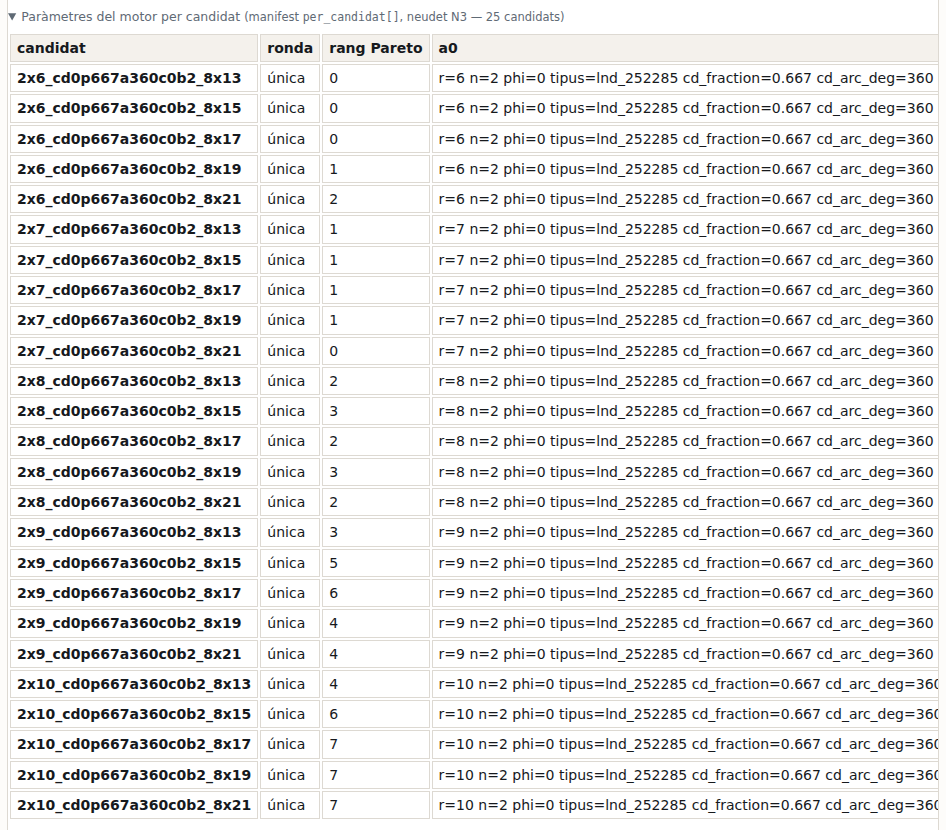 ▼ Paràmetres del motor per candidat (manifest per_candidat[], neudet N3 — 25 candidats)
candidat ronda rang Pareto a0
2x6_cd0p667a360c0b2_8x13 única 0 r=6 n=2 phi=0 tipus=lnd_252285 cd_fraction=0.667 cd_arc_deg=360
2x6_cd0p667a360c0b2_8x15 única 0 r=6 n=2 phi=0 tipus=lnd_252285 cd_fraction=0.667 cd_arc_deg=360
2x6_cd0p667a360c0b2_8x17 única 0 r=6 n=2 phi=0 tipus=lnd_252285 cd_fraction=0.667 cd_arc_deg=360
2x6_cd0p667a360c0b2_8x19 única 1 r=6 n=2 phi=0 tipus=lnd_252285 cd_fraction=0.667 cd_arc_deg=360
2x6_cd0p667a360c0b2_8x21 única 2 r=6 n=2 phi=0 tipus=lnd_252285 cd_fraction=0.667 cd_arc_deg=360
2x7_cd0p667a360c0b2_8x13 única 1 r=7 n=2 phi=0 tipus=lnd_252285 cd_fraction=0.667 cd_arc_deg=360
2x7_cd0p667a360c0b2_8x15 única 1 r=7 n=2 phi=0 tipus=lnd_252285 cd_fraction=0.667 cd_arc_deg=360
2x7_cd0p667a360c0b2_8x17 única 1 r=7 n=2 phi=0 tipus=lnd_252285 cd_fraction=0.667 cd_arc_deg=360
2x7_cd0p667a360c0b2_8x19 única 1 r=7 n=2 phi=0 tipus=lnd_252285 cd_fraction=0.667 cd_arc_deg=360
2x7_cd0p667a360c0b2_8x21 única 0 r=7 n=2 phi=0 tipus=lnd_252285 cd_fraction=0.667 cd_arc_deg=360
2x8_cd0p667a360c0b2_8x13 única 2 r=8 n=2 phi=0 tipus=lnd_252285 cd_fraction=0.667 cd_arc_deg=360
2x8_cd0p667a360c0b2_8x15 única 3 r=8 n=2 phi=0 tipus=lnd_252285 cd_fraction=0.667 cd_arc_deg=360
2x8_cd0p667a360c0b2_8x17 única 2 r=8 n=2 phi=0 tipus=lnd_252285 cd_fraction=0.667 cd_arc_deg=360
2x8_cd0p667a360c0b2_8x19 única 3 r=8 n=2 phi=0 tipus=lnd_252285 cd_fraction=0.667 cd_arc_deg=360
2x8_cd0p667a360c0b2_8x21 única 2 r=8 n=2 phi=0 tipus=lnd_252285 cd_fraction=0.667 cd_arc_deg=360
2x9_cd0p667a360c0b2_8x13 única 3 r=9 n=2 phi=0 tipus=lnd_252285 cd_fraction=0.667 cd_arc_deg=360
2x9_cd0p667a360c0b2_8x15 única 5 r=9 n=2 phi=0 tipus=lnd_252285 cd_fraction=0.667 cd_arc_deg=360
2x9_cd0p667a360c0b2_8x17 única 6 r=9 n=2 phi=0 tipus=lnd_252285 cd_fraction=0.667 cd_arc_deg=360
2x9_cd0p667a360c0b2_8x19 única 4 r=9 n=2 phi=0 tipus=lnd_252285 cd_fraction=0.667 cd_arc_deg=360
2x9_cd0p667a360c0b2_8x21 única 4 r=9 n=2 phi=0 tipus=lnd_252285 cd_fraction=0.667 cd_arc_deg=360
2x10_cd0p667a360c0b2_8x13 única 4 r=10 n=2 phi=0 tipus=lnd_252285 cd_fraction=0.667 cd_arc_deg=360
2x10_cd0p667a360c0b2_8x15 única 6 r=10 n=2 phi=0 tipus=lnd_252285 cd_fraction=0.667 cd_arc_deg=360
2x10_cd0p667a360c0b2_8x17 única 7 r=10 n=2 phi=0 tipus=lnd_252285 cd_fraction=0.667 cd_arc_deg=360
2x10_cd0p667a360c0b2_8x19 única 7 r=10 n=2 phi=0 tipus=lnd_252285 cd_fraction=0.667 cd_arc_deg=360
2x10_cd0p667a360c0b2_8x21 única 7 r=10 n=2 phi=0 tipus=lnd_252285 cd_fraction=0.667 cd_arc_deg=360